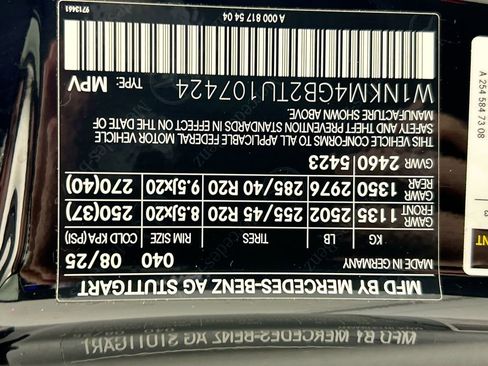 MFD BY MERCEDES-BENZ AG STUTTGART
MADE IN GERMANY
08/25 040
KG LB TIRES RIM SIZE COLD KPA(PSI)
GAWR FRONT 1135 2502 255/45 R20 8.5Jx20 250(37)
GAWR REAR 1350 2976 285/40 R20 9.5Jx20 270(40)
GWR 2460 5423
THIS VEHICLE CONFORMS TO ALL APPLICABLE FEDERAL MOTOR VEHICLE
SAFETY AND THEFT PREVENTION STANDARDS IN EFFECT ON THE DATE OF
MANUFACTURE SHOWN ABOVE.
W1NKM4GB2TU107424 TYPE: MPV
A 000 817 54 04
9713461
A 254 584 73 08